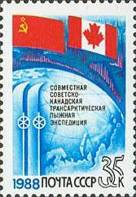 СОВМЕСТНАЯ
СОВЕТСКО-
КАНАДСКАЯ
ТРАНСАРКТИЧЕСКАЯ
ЛЫЖНАЯ
ЭКСПЕДИЦИЯ
35 К
1988 ПОЧТА СССР